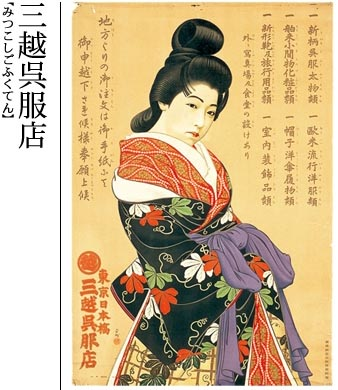 三越呉服店
【みつこしごふくてん】
一 新柄呉服太物類 一 歐米流行洋服類
一 舶来小間物化粧品類 一 帽子洋傘履物類
一 新形鞄及旅行用品類 一 室内装飾品類
外ニ寫真場及食堂の設けあり
地方よりの御注文は御手紙にて
御申越下され候様奉願上候
越
東京日本橋
三越呉服店